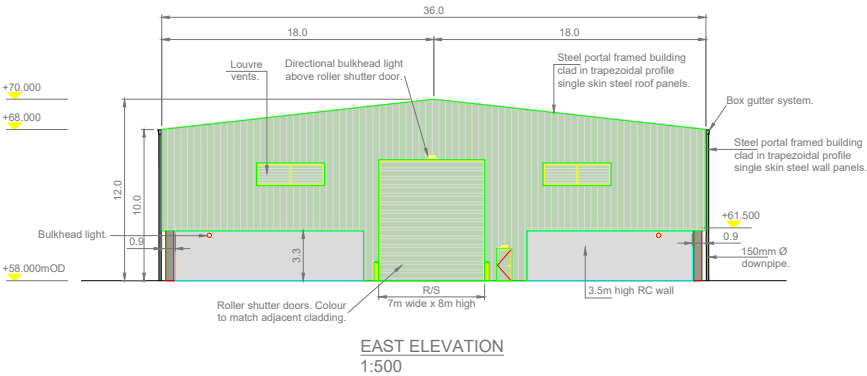 36.0
18.0
18.0
Louvre
vents.
Directional bulkhead light
above roller shutter door.
Steel portal framed building
clad in trapezoidal profile
single skin steel roof panels.
+70.000
+68.000
Box gutter system.
Steel portal framed building
clad in trapezoidal profile
single skin steel wall panels.
12.0
10.0
+61.500
Bulkhead light.
0.9
3.3
0.9
150mm Ø
downpipe.
+58.000mOD
Roller shutter doors. Colour
to match adjacent cladding.
R/S
7m wide x 8m high
3.5m high RC wall
EAST ELEVATION
1:500